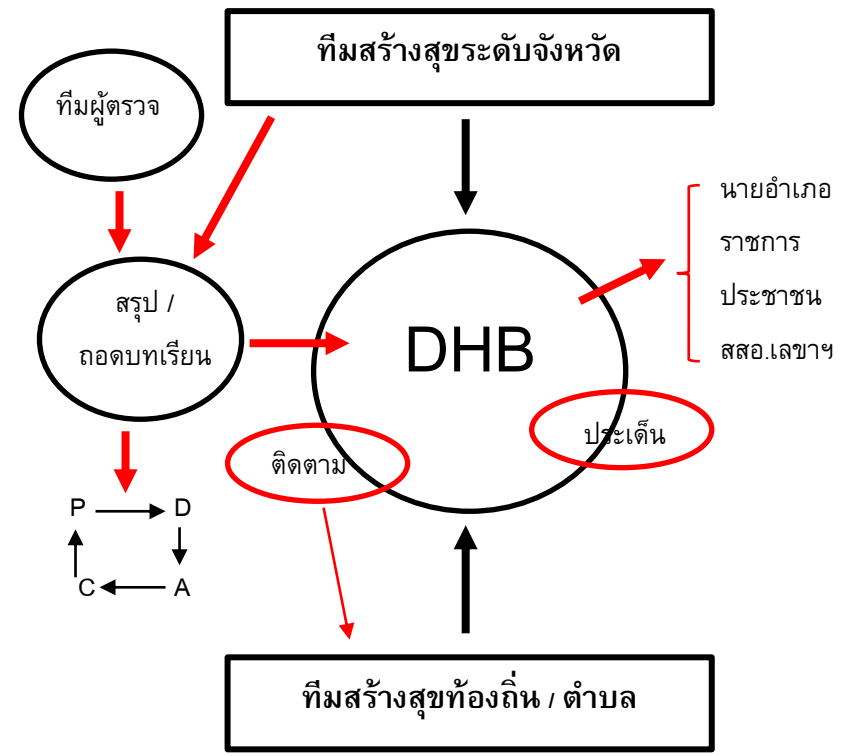 ทีมสร้างสุขระดับจังหวัด
ทีมผู้ตรวจ
นายอำเภอ
ราชการ
ประชาชน
สสอ.เลขาฯ
สรุป /
ถอดบทเรียน
DHB
ประเด็น
ติดตาม
P D
C A
ทีมสร้างสุขท้องถิ่น / ตำบล